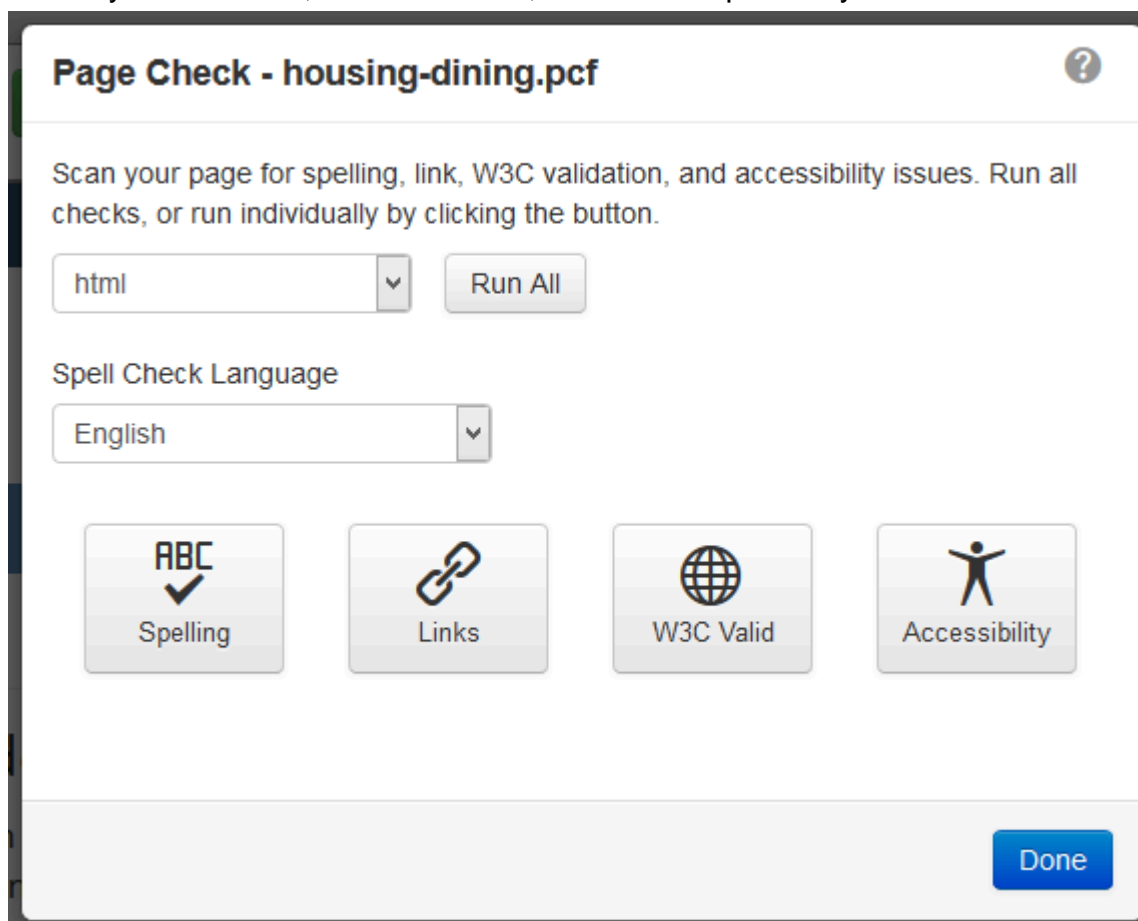 Page Check - housing-dining.pcf
?
Scan your page for spelling, link, W3C validation, and accessibility issues. Run all
checks, or run individually by clicking the button.
html
Run All
Spell Check Language
English
ABC
Spelling
Links
W3C Valid
Accessibility
Done